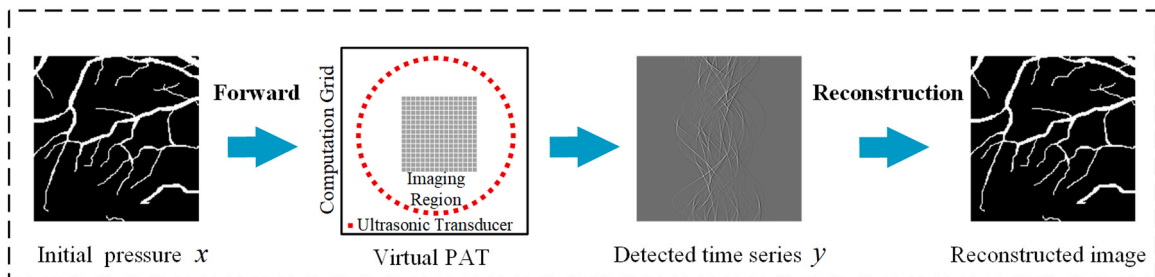 Forward
Reconstruction
Computation Grid
Imaging
Region
Ultrasonic Transducer
Initial pressure x
Virtual PAT
Detected time series y
Reconstructed image